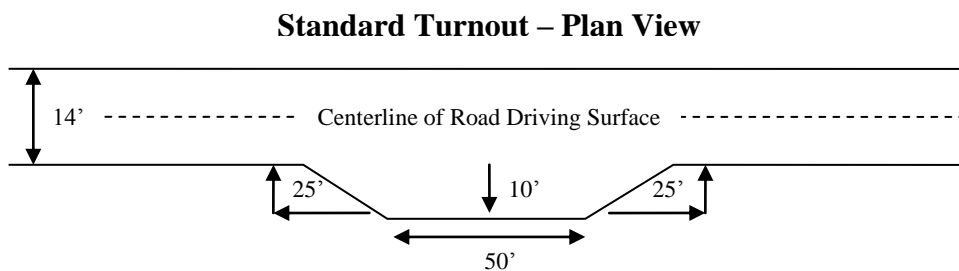 Standard Turnout – Plan View
14’
Centerline of Road Driving Surface
25’
10’
25’
50’